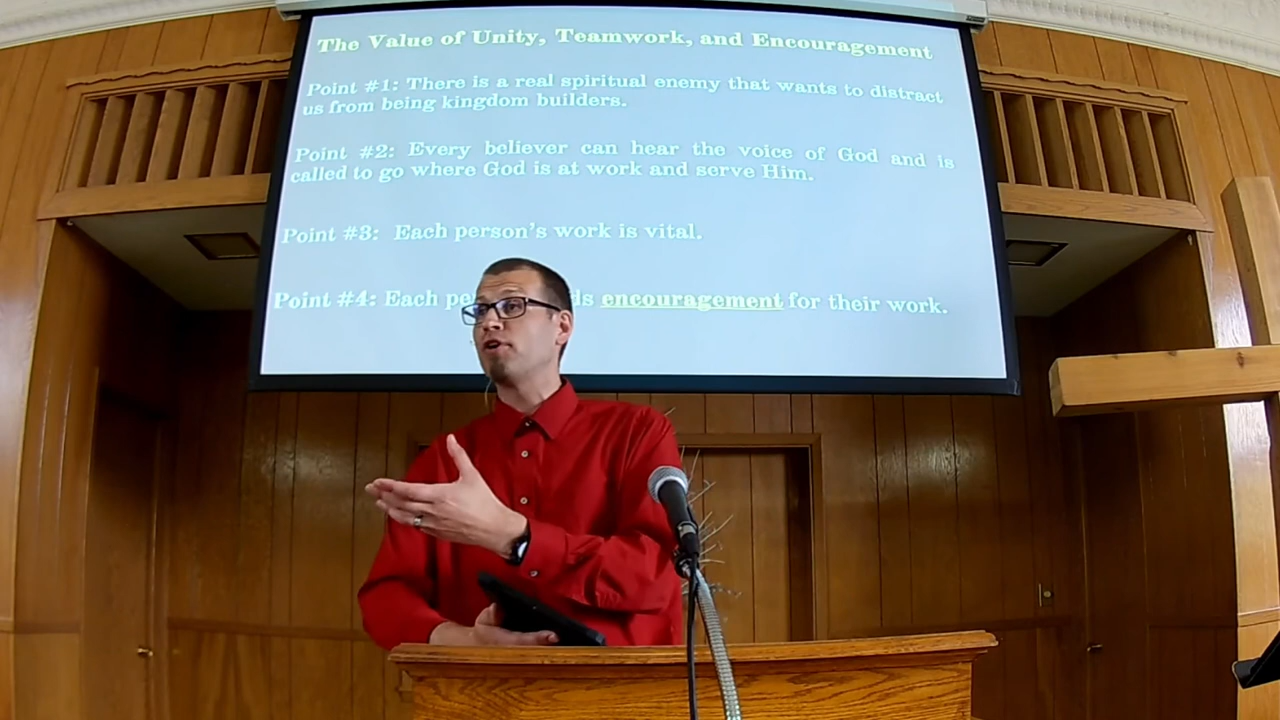 The Value of Unity, Teamwork, and Encouragement
Point #1: There is a real spiritual enemy that wants to distract
us from being kingdom builders.
Point #2: Every believer can hear the voice of God and is
called to go where God is at work and serve Him.
Point #3: Each person's work is vital.
Point #4: Each encouragement for their work.